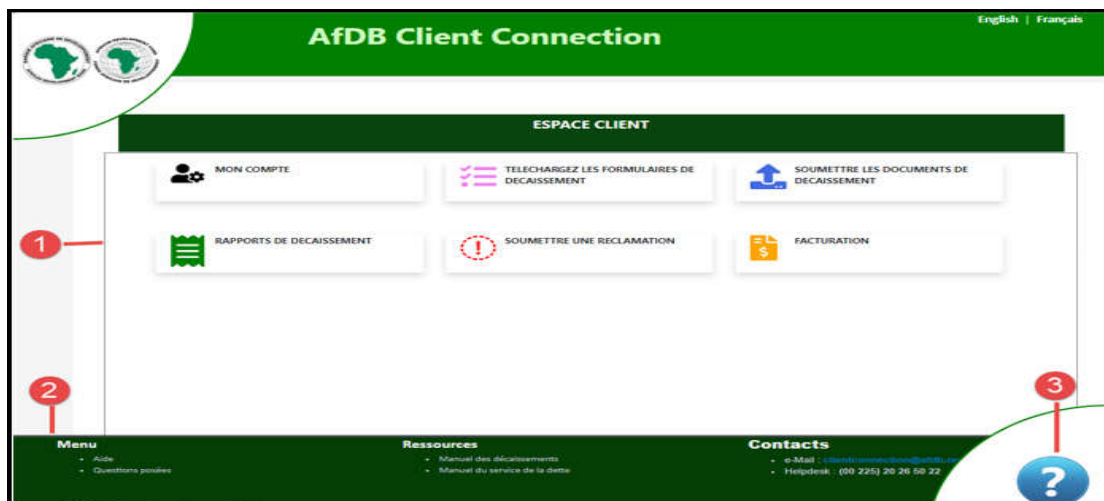 English | Français
AfDB Client Connection
ESPACE CLIENT
MON COMPTE
TELECHARGEZ LES FORMULAIRES DE
DECAISSEMENT
SOUMETTRE LES DOCUMENTS DE
DECAISSEMENT
1
RAPPORTS DE DECAISSEMENT
SOUMETTRE UNE RECLAMATION
FACTURATION
2
3
Menu
Aide
Questions posées
Ressources
Manuel des décaissements
Manuel du service de la dette
Contacts
e-Mail :
Helpdesk : (00 225) 20 26 50 22
?